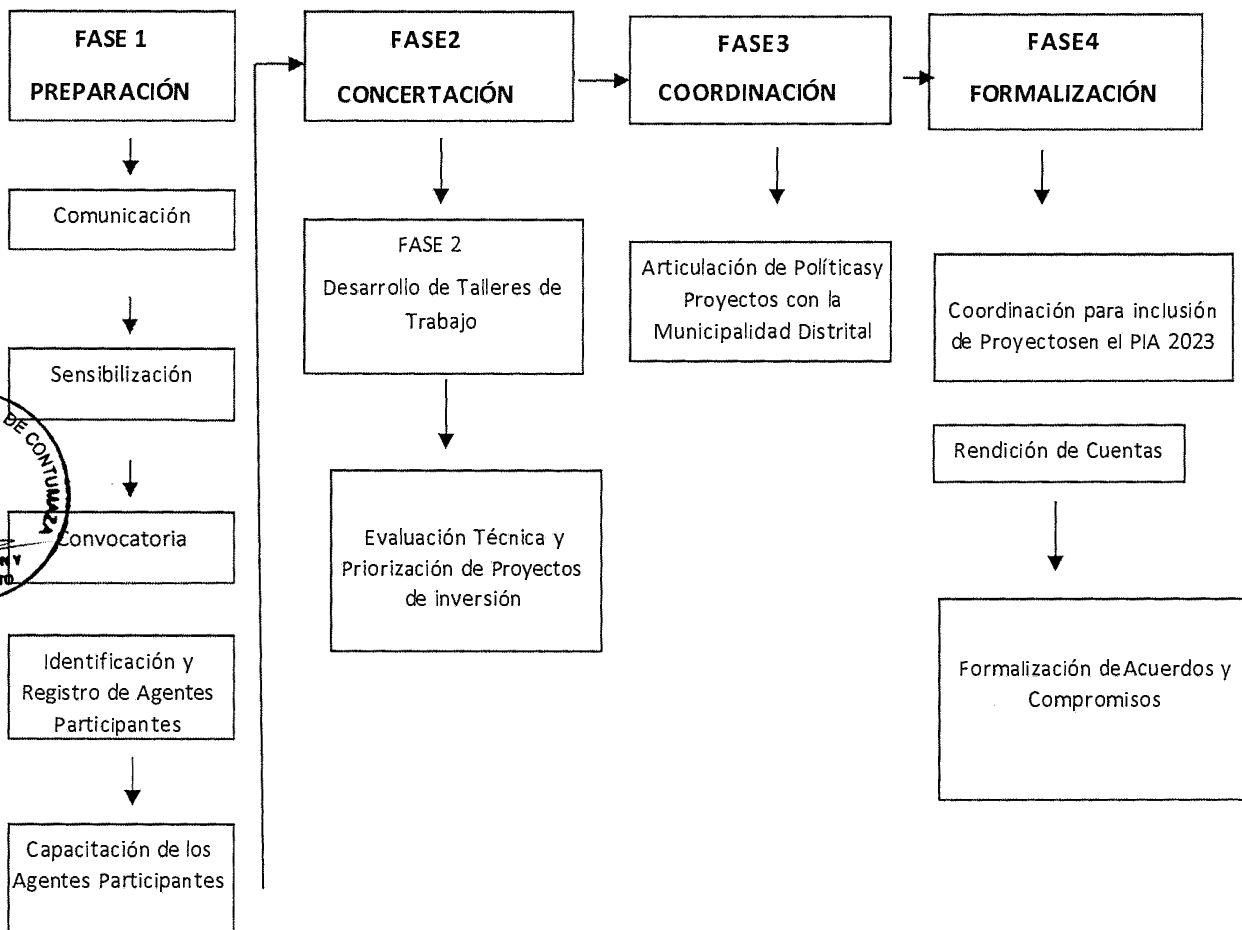 FASE 1
PREPARACIÓN
Comunicación
Sensibilización
DE CONTUMAZA
Convocatoria
Identificación y
Registro de Agentes
Participantes
Capacitación de los
Agentes Participantes
FASE2
CONCERTACIÓN
FASE 2
Desarrollo de Talleres de
Trabajo
Evaluación Técnica y
Priorización de Proyectos
de inversión
FASE3
COORDINACIÓN
Articulación de Políticasy
Proyectos con la
Municipalidad Distrital
FASE4
FORMALIZACIÓN
Coordinación para inclusión
de Proyectosen el PIA 2023
Rendición de Cuentas
Formalización deAcuerdos y
Compromisos